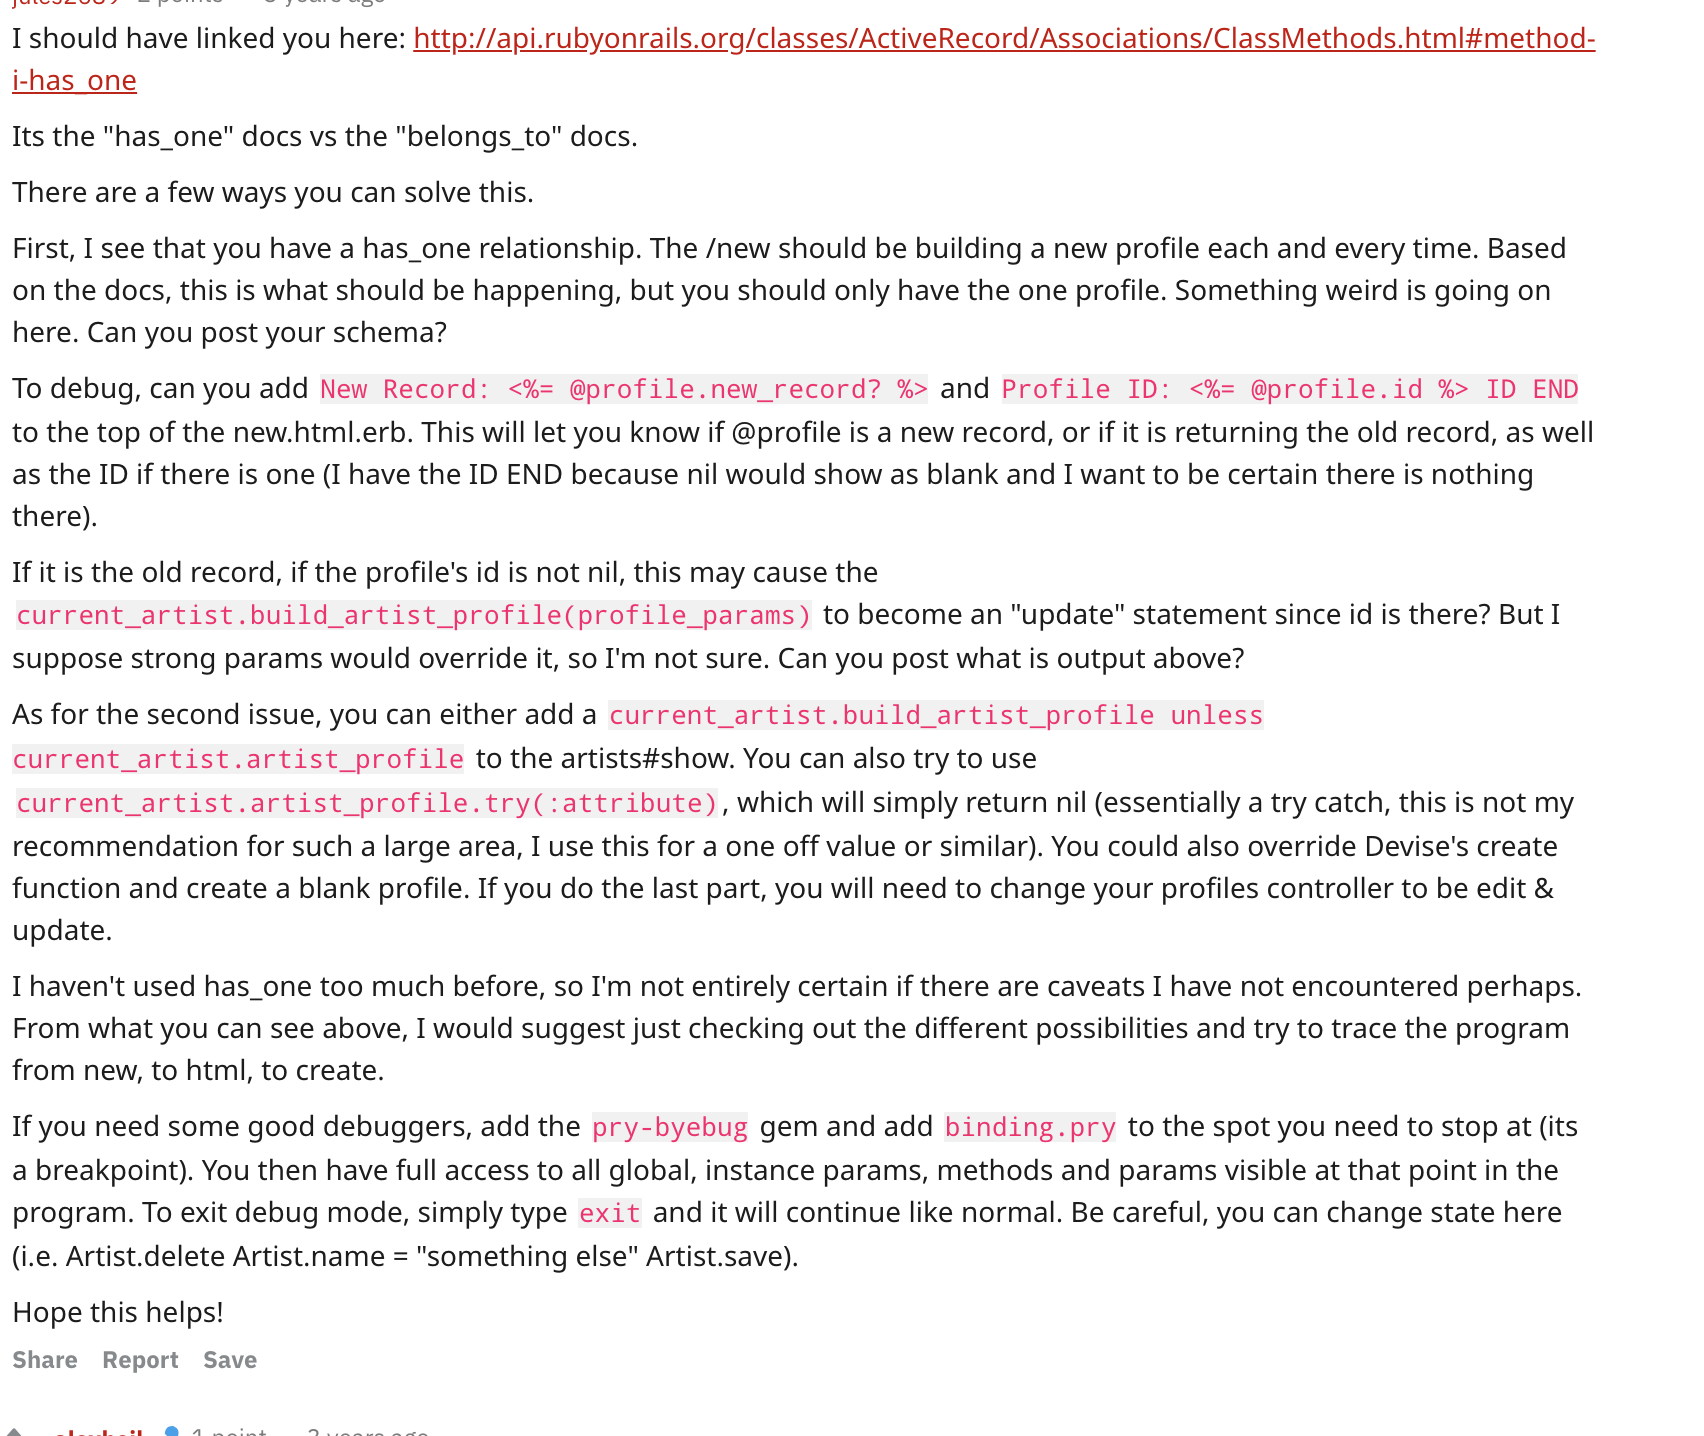 I should have linked you here: http://api.rubyonrails.org/classes/ActiveRecord/Associations/ClassMethods.html#method-
i-has_one
Its the "has_one" docs vs the "belongs_to" docs.
There are a few ways you can solve this.
First, I see that you have a has_one relationship. The /new should be building a new profile each and every time. Based
on the docs, this is what should be happening, but you should only have the one profile. Something weird is going on
here. Can you post your schema?
To debug, can you add New Record: <%= @profile.new_record? %> and Profile ID: <%= @profile.id %> ID END
to the top of the new.html.erb. This will let you know if @profile is a new record, or if it is returning the old record, as well
as the ID if there is one (I have the ID END because nil would show as blank and I want to be certain there is nothing
there).
If it is the old record, if the profile's id is not nil, this may cause the
current_artist.build_artist_profile(profile_params) to become an "update" statement since id is there? But I
suppose strong params would override it, so I'm not sure. Can you post what is output above?
As for the second issue, you can either add a current_artist.build_artist_profile unless
current_artist.artist_profile to the artists#show. You can also try to use
current_artist.artist_profile.try(:attribute), which will simply return nil (essentially a try catch, this is not my
recommendation for such a large area, I use this for a one off value or similar). You could also override Devise's create
function and create a blank profile. If you do the last part, you will need to change your profiles controller to be edit &
update.
I haven't used has_one too much before, so I'm not entirely certain if there are caveats I have not encountered perhaps.
From what you can see above, I would suggest just checking out the different possibilities and try to trace the program
from new, to html, to create.
If you need some good debuggers, add the pry-byebug gem and add binding.pry to the spot you need to stop at (its
a breakpoint). You then have full access to all global, instance params, methods and params visible at that point in the
program. To exit debug mode, simply type exit and it will continue like normal. Be careful, you can change state here
(i.e. Artist.delete Artist.name = "something else" Artist.save).
Hope this helps!
Share Report Save
1 point